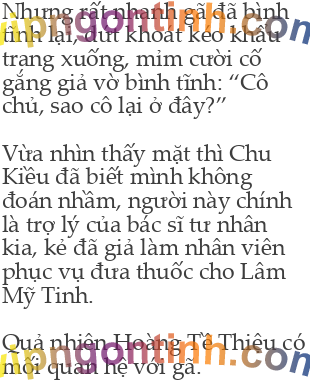 Nhưng rất nhanh gã đã bình
tĩnh lại, dứt khoát kéo khẩu
trang xuống, mỉm cười cố
gắng giả vờ bình tĩnh: “Cô
chủ, sao cô lại ở đây?”
Vừa nhìn thấy mặt thì Chu
Kiều đã biết mình không
đoán nhầm, người này chính
là trợ lý của bác sĩ tư nhân
kia, kẻ đã giả làm nhân viên
phục vụ đưa thuốc cho Lâm
Mỹ Tinh.
Quả nhiên Hoàng Tề Thiệu có
mối quan hệ với gã.